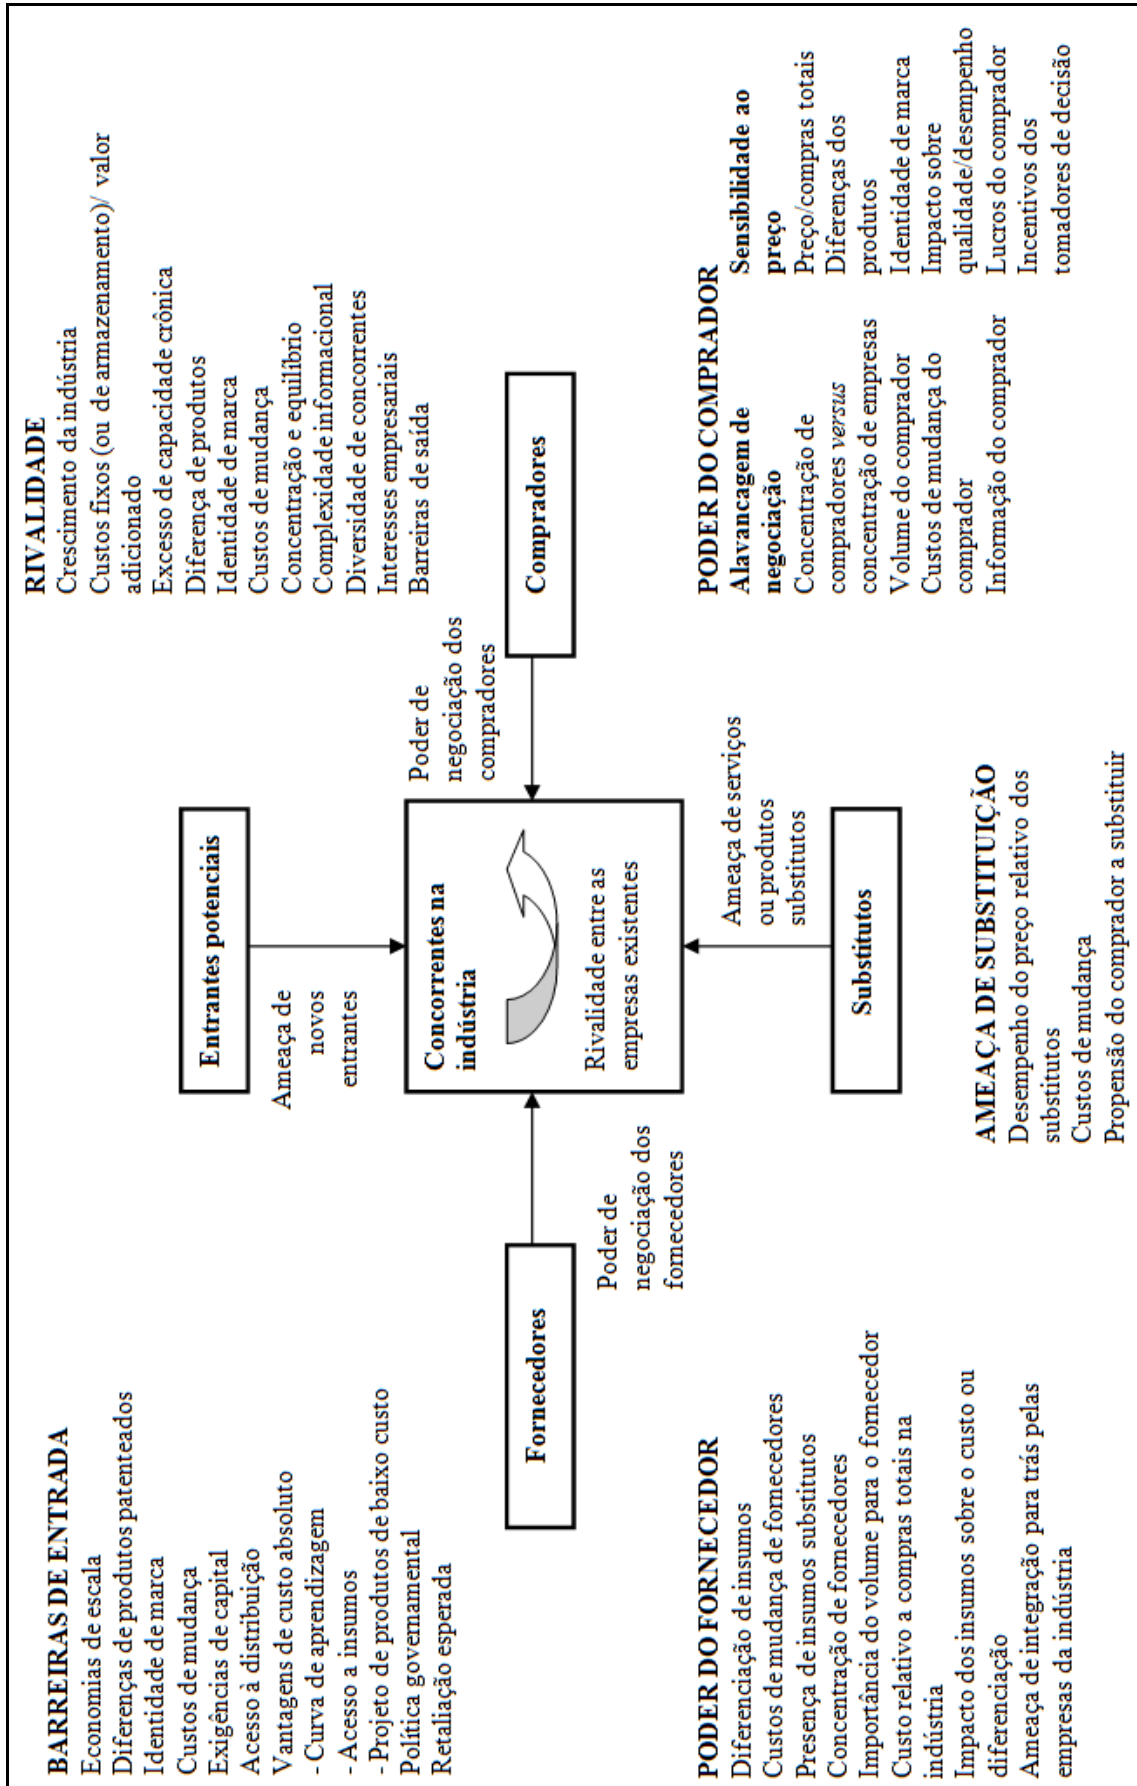 BARREIRAS DE ENTRADA
Economias de escala
Diferenças de produtos patenteados
Identidade de marca
Custos de mudança
Exigências de capital
Acesso à distribuição
Vantagens de custo absoluto
- Curva de aprendizagem
- Acesso a insumos
- Projeto de produtos de baixo custo
Política governamental
Retaliação esperada
Entrantes potenciais
Ameaça de
novos
entrantes
RIVALIDADE
Crescimento da indústria
Custos fixos (ou de armazenamento)/ valor
adicionado
Excesso de capacidade crônica
Diferença de produtos
Identidade de marca
Custos de mudança
Concentração e equilíbrio
Complexidade informacional
Diversidade de concorrentes
Interesses empresariais
Barreiras de saída
Fornecedores
Poder de
negociação dos
fornecedores
Concorrentes na
indústria
Rivalidade entre as
empresas existentes
Poder de
negociação dos
compradores
Compradores
Ameaça de serviços
ou produtos
substitutos
Substitutos
PODER DO FORNECEDOR
Diferenciação de insumos
Custos de mudança de fornecedores
Presença de insumos substitutos
Concentração de fornecedores
Importância do volume para o fornecedor
Custo relativo a compras totais na
indústria
Impacto dos insumos sobre o custo ou
diferenciação
Ameaça de integração para trás pelas
empresas da indústria
AMEAÇA DE SUBSTITUIÇÃO
Desempenho do preço relativo dos
substitutos
Custos de mudança
Propensão do comprador a substituir
PODER DO COMPRADOR
Alavancagem de
negociação
Concentração de
compradores versus
concentração de empresas
Volume do comprador
Custos de mudança do
comprador
Informação do comprador
Sensibilidade ao
preço
Preço/compras totais
Diferenças dos
produtos
Identidade de marca
Impacto sobre
qualidade/desempenho
Lucros do comprador
Incentivos dos
tomadores de decisão